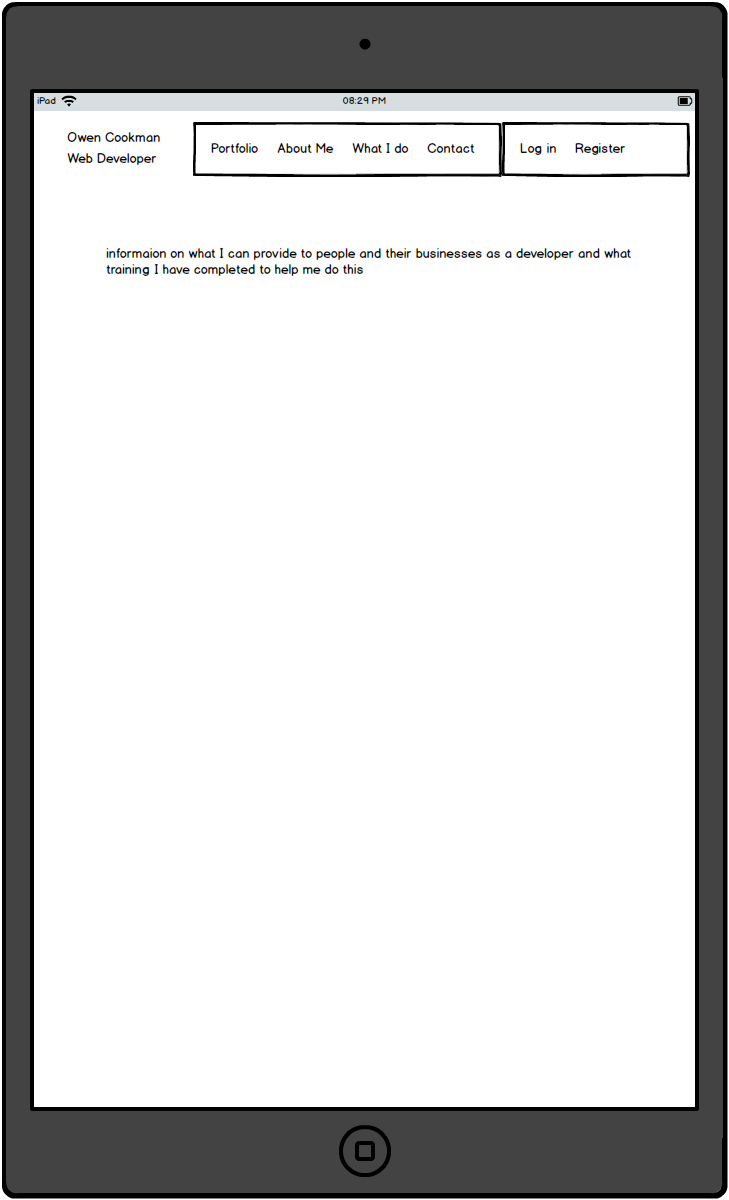 iPad 08:29 PM
Owen Cookman
Web Developer
Portfolio About Me What I do Contact
Log in Register
informaion on what I can provide to people and their businesses as a developer and what
training I have completed to help me do this